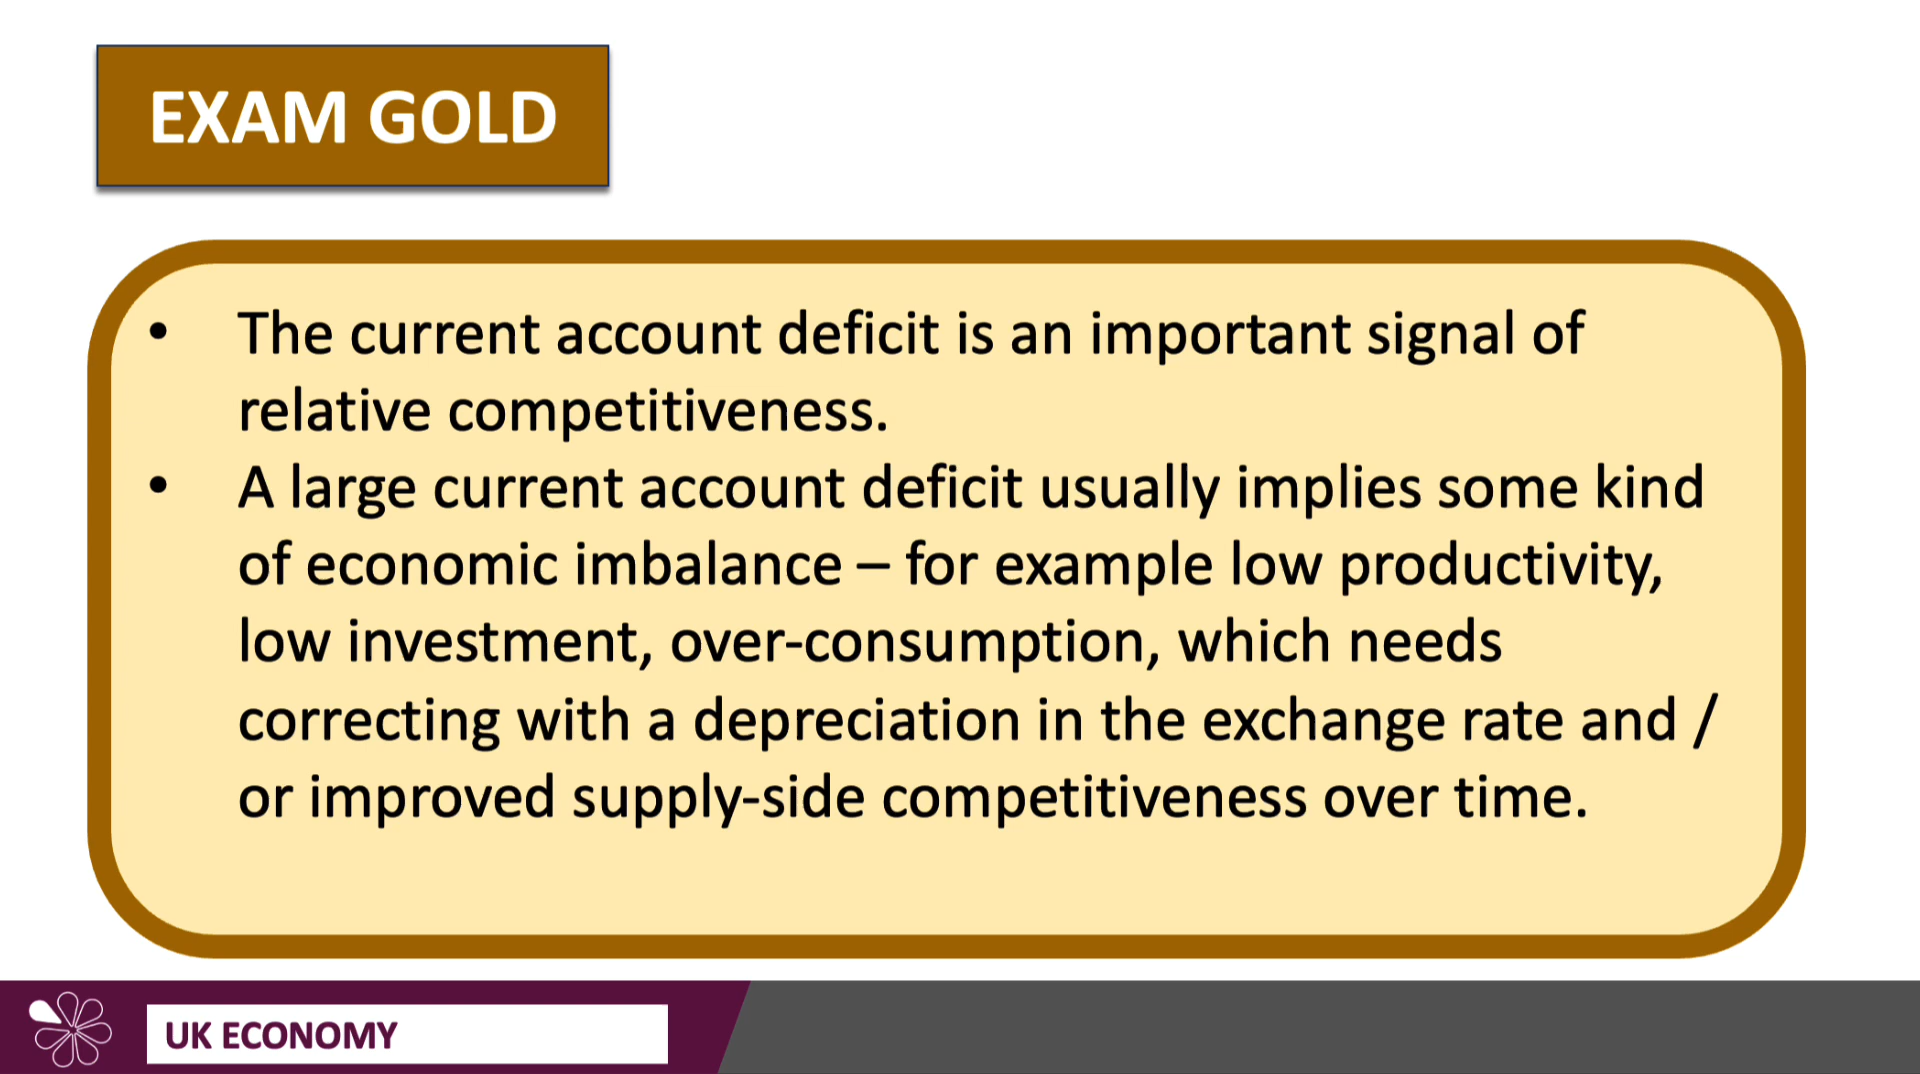 EXAM GOLD
• The current account deficit is an important signal of
relative competitiveness.
• A large current account deficit usually implies some kind
of economic imbalance – for example low productivity,
low investment, over-consumption, which needs
correcting with a depreciation in the exchange rate and /
or improved supply-side competitiveness over time.
UK ECONOMY